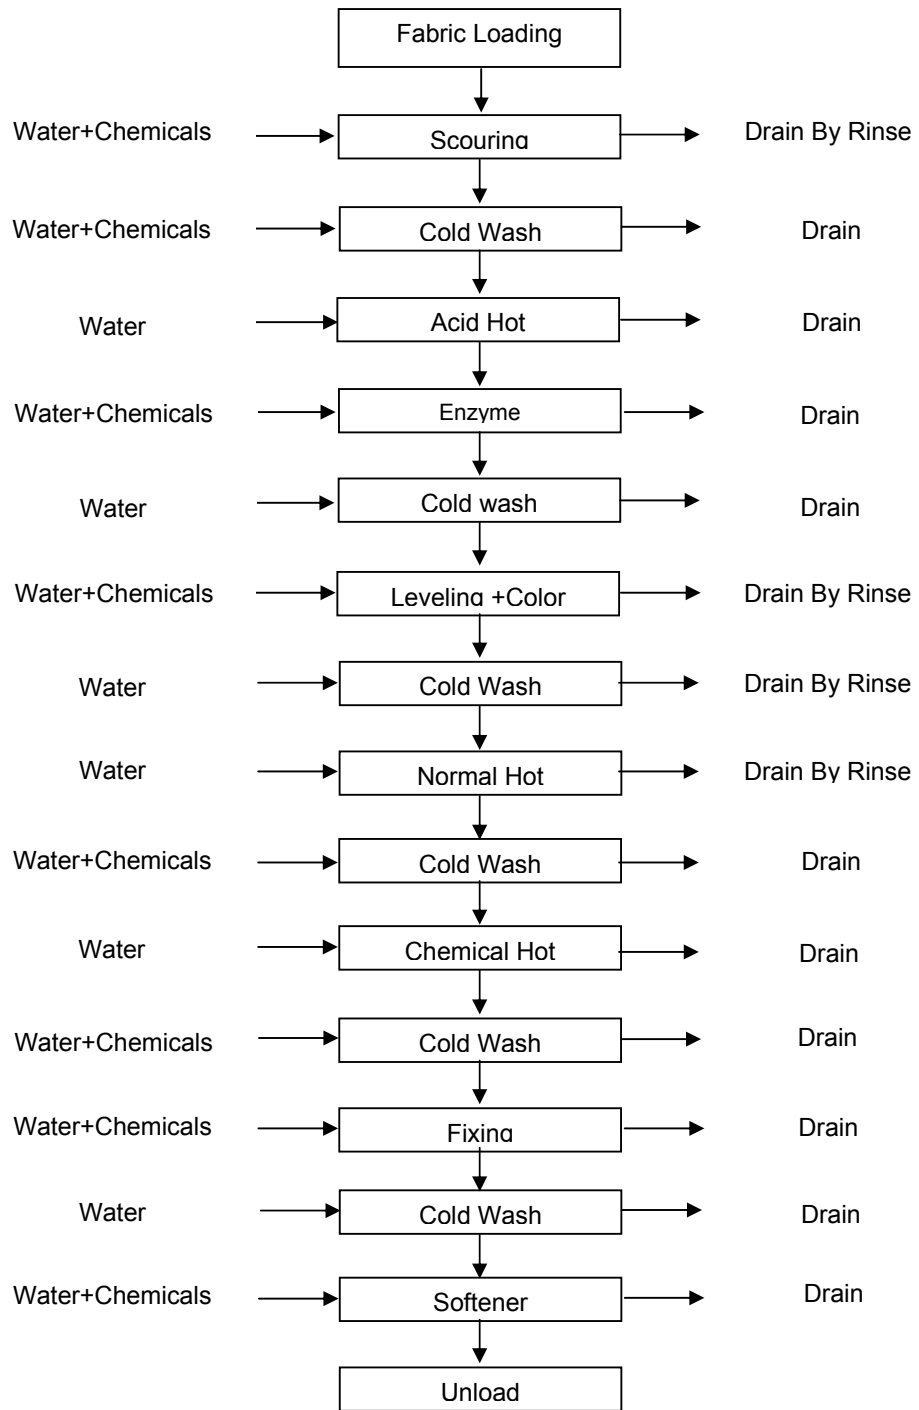 Fabric Loading
Water+Chemicals Scouring Drain By Rinse
Water+Chemicals Cold Wash Drain
Water Acid Hot Drain
Water+Chemicals Enzyme Drain
Water Cold wash Drain
Water+Chemicals Leveling +Color Drain By Rinse
Water Cold Wash Drain By Rinse
Water Normal Hot Drain By Rinse
Water+Chemicals Cold Wash Drain
Water Chemical Hot Drain
Water+Chemicals Cold Wash Drain
Water+Chemicals Fixing Drain
Water Cold Wash Drain
Water+Chemicals Softener Drain
Unload